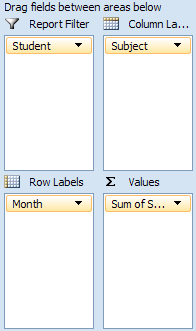 Drag fields between areas below
Report Filter
Column La...
Student
Subject
Row Labels
Σ Values
Month
Sum of S...